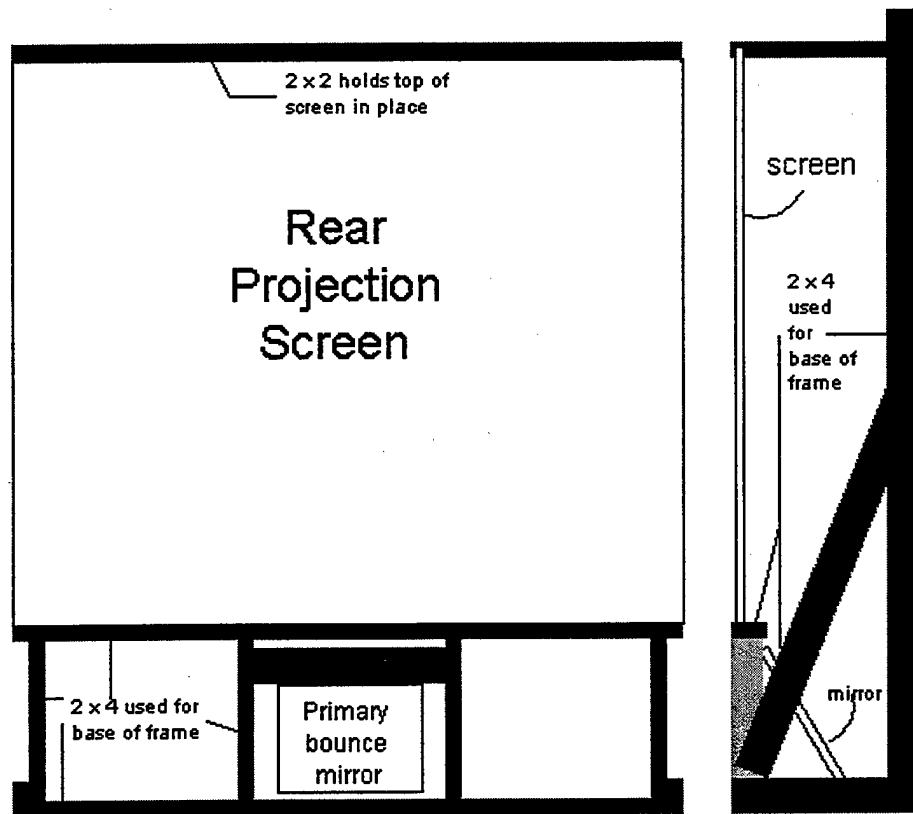 2 x 2 holds top of
screen in place
Rear
Projection
Screen
2 x 4 used for
base of frame
Primary
bounce
mirror
screen
2 x 4
used
for
base of
frame
mirror